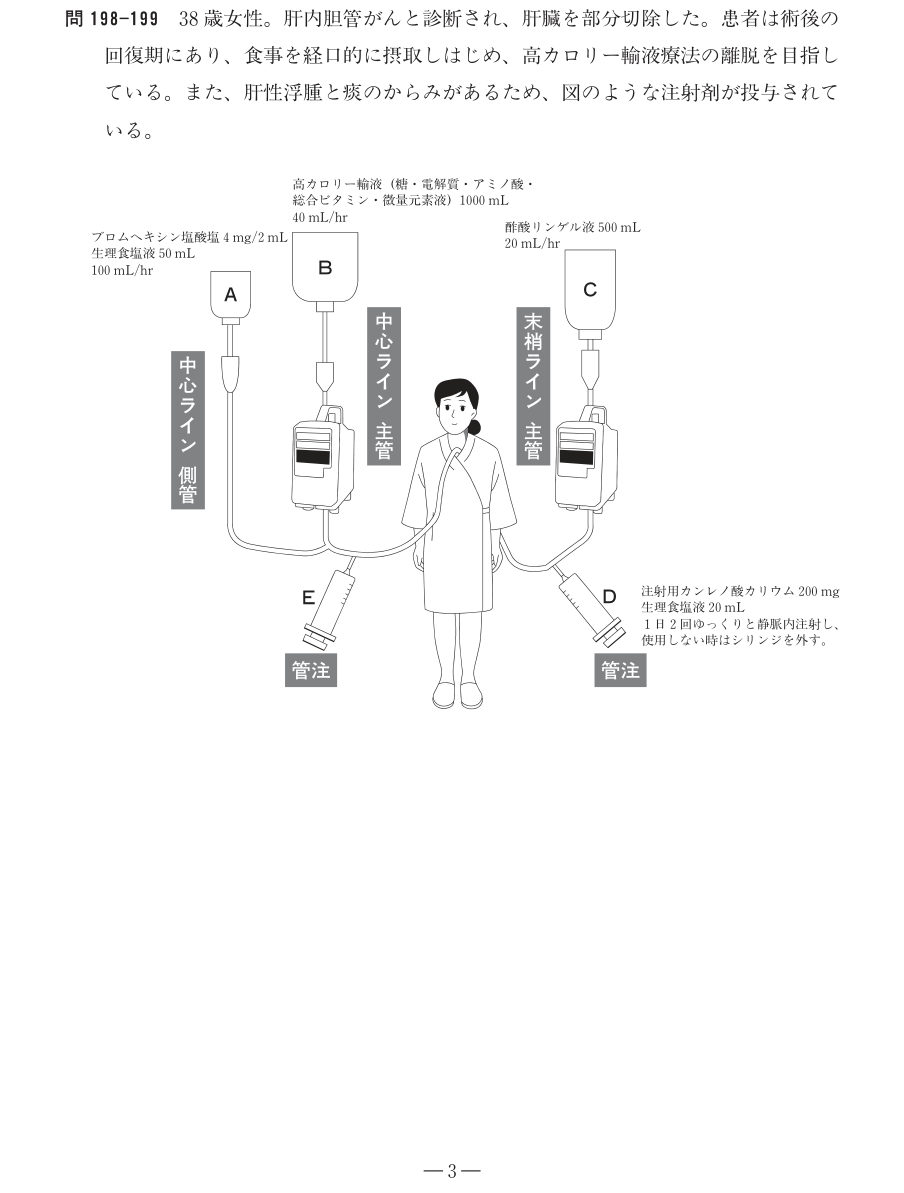 問 198-199　38 歳女性。肝内胆管がんと診断され、肝臓を部分切除した。患者は術後の
回復期にあり、食事を経口的に摂取しはじめ、高カロリー輸液療法の離脱を目指し
ている。また、肝性浮腫と痰のからみがあるため、図のような注射剤が投与されて
いる。
高カロリー輸液（糖・電解質・アミノ酸・
総合ビタミン・微量元素液）1000 mL
40 mL/hr
ブロムヘキシン塩酸塩 4 mg/2 mL
生理食塩液 50 mL
100 mL/hr
酢酸リンゲル液 500 mL
20 mL/hr
A
B
C
中心ライン 側管
中心ライン 主管
末梢ライン 主管
E
管注
D
管注
注射用カンレノ酸カリウム 200 mg
生理食塩液 20 mL
１日２回ゆっくりと静脈内注射し、
使用しない時はシリンジを外す。
— 3 —